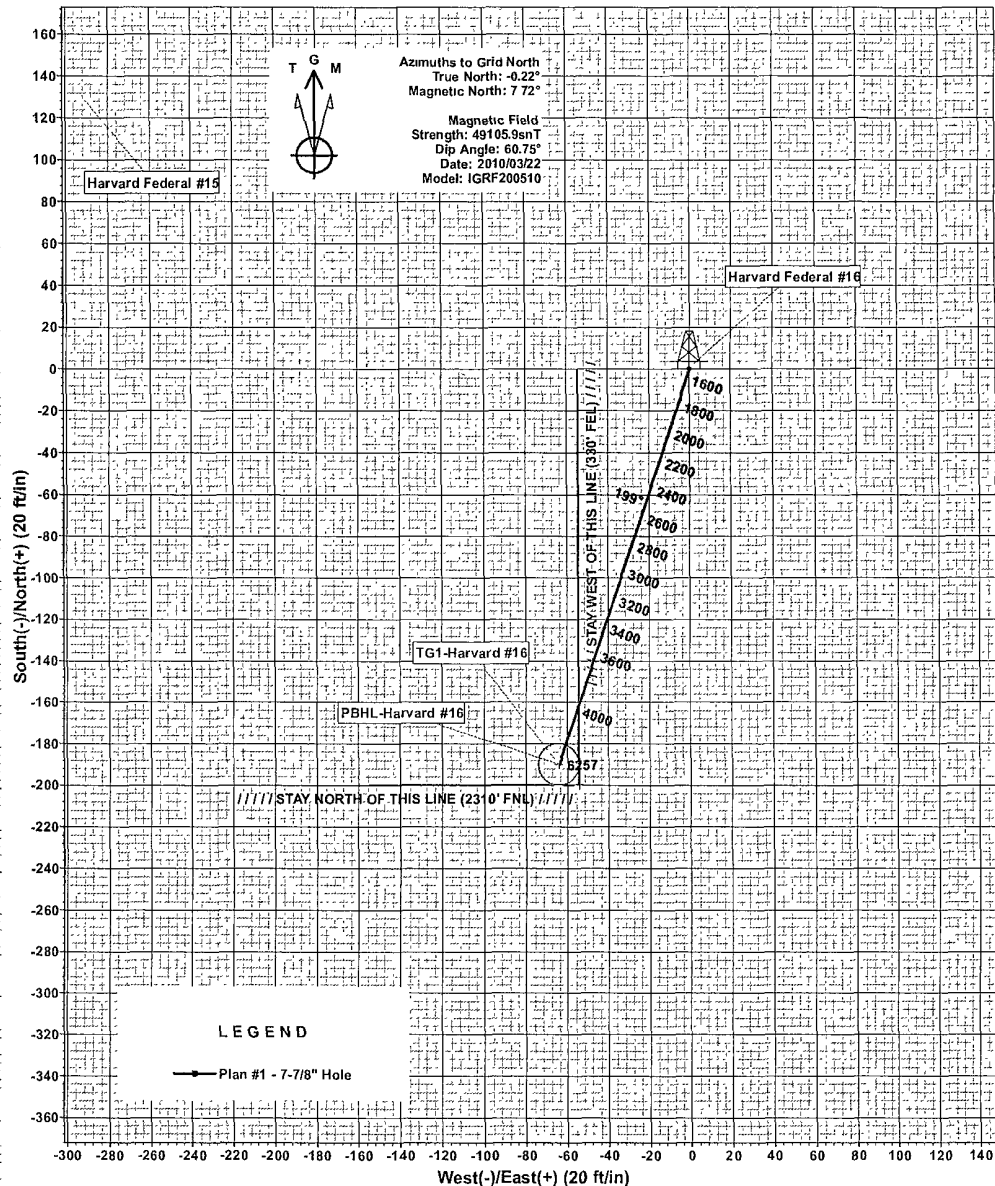 T G M
Azimuths to Grid North
True North: -0.22°
Magnetic North: 7 72°
Magnetic Field
Strength: 49105.9snT
Dip Angle: 60.75°
Date: 2010/03/22
Model: IGRF200510
Harvard Federal #15
Harvard Federal #16
160
140
120
100
80
60
40
20
0
-20
-40
-60
-80
-100
-120
-140
-160
-180
-200
-220
-240
-260
-280
-300
-320
-340
-360
South(-)/North(+) (20 ft/in)
1600
1800
2000
2200
199°
2400
2600
2800
3000
3200
3400
3600
4000
6257
///// STAY WEST OF THIS LINE (330' FEL) /////
TG1-Harvard #16
PBHL-Harvard #16
/////STAY NORTH OF THIS LINE (2310' FNL)/////
LEGEND
Plan #1 - 7-7/8" Hole
-300 -280 -260 -240 -220 -200 -180 -160 -140 -120 -100 -80 -60 -40 -20 0 20 40 60 80 100 120 140
West(-)/East(+) (20 ft/in)